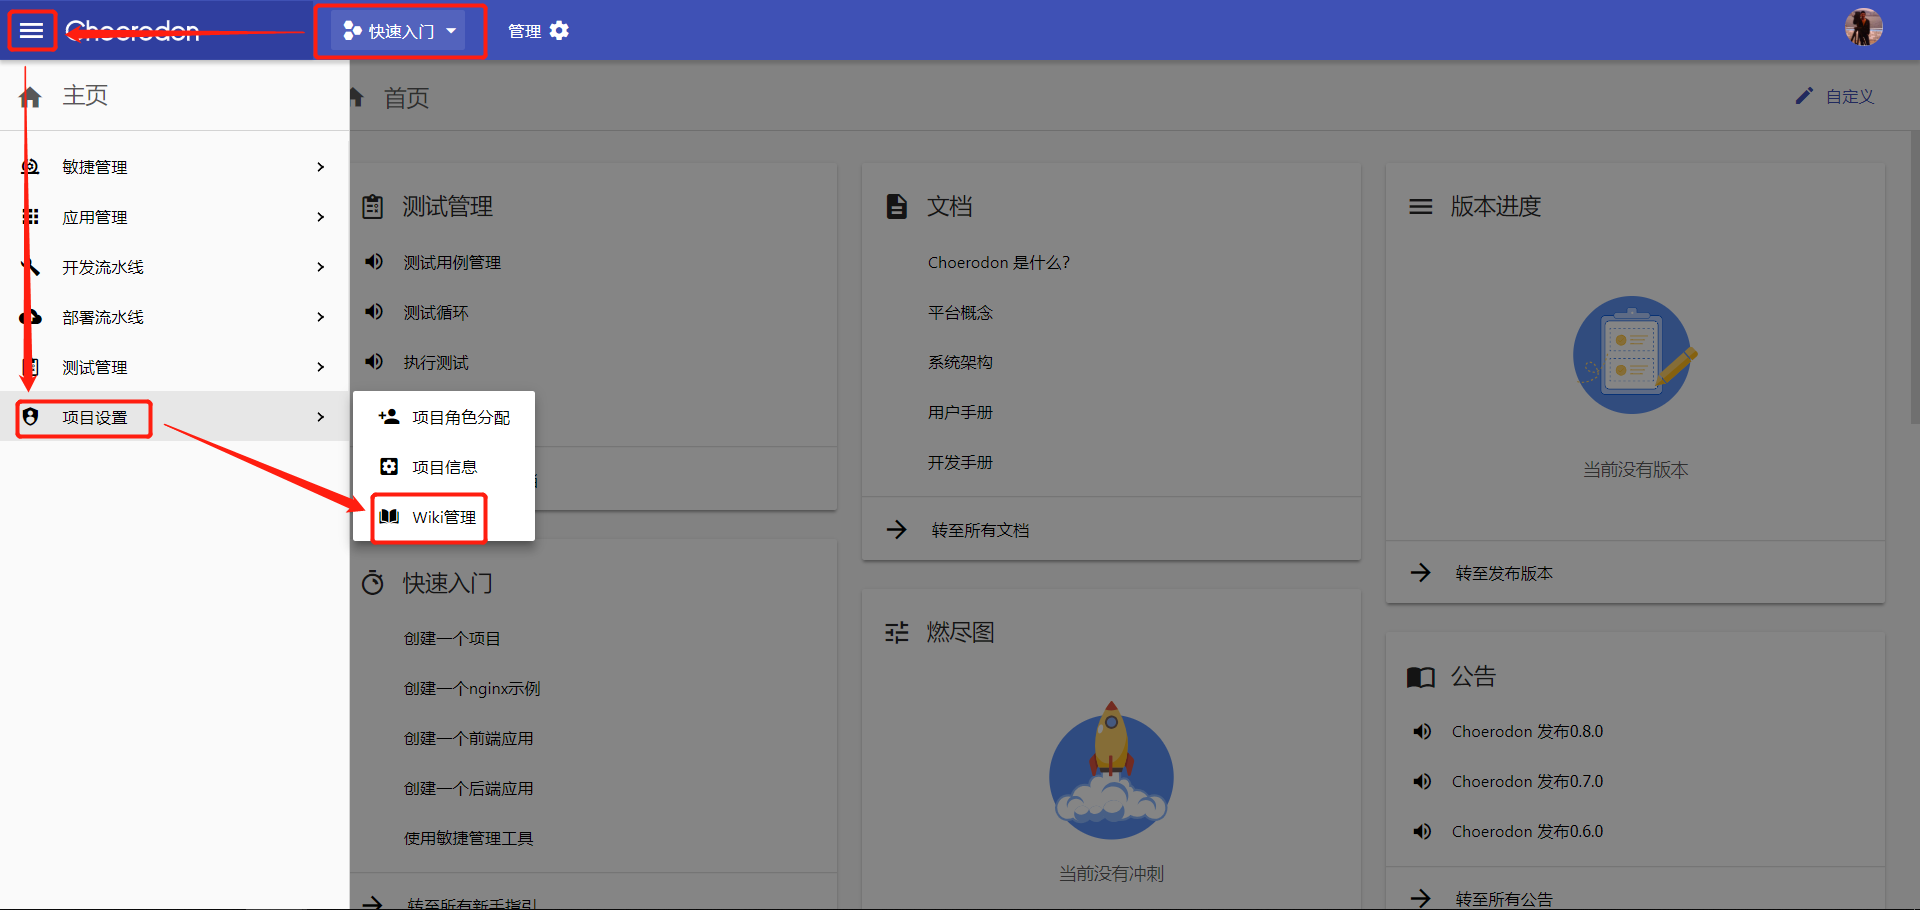 Choerodon
快速入门
管理
主页
首页
自定义
敏捷管理
应用管理
开发流水线
部署流水线
测试管理
项目设置
项目角色分配
项目信息
Wiki管理
测试管理
测试用例管理
测试循环
执行测试
快速入门
创建一个项目
创建一个nginx示例
创建一个前端应用
创建一个后端应用
使用敏捷管理工具
转至所有新手指引
文档
Choerodon 是什么?
平台概念
系统架构
用户手册
开发手册
转至所有文档
燃尽图
当前没有冲刺
版本进度
当前没有版本
转至发布版本
公告
Choerodon 发布0.8.0
Choerodon 发布0.7.0
Choerodon 发布0.6.0
转至所有公告